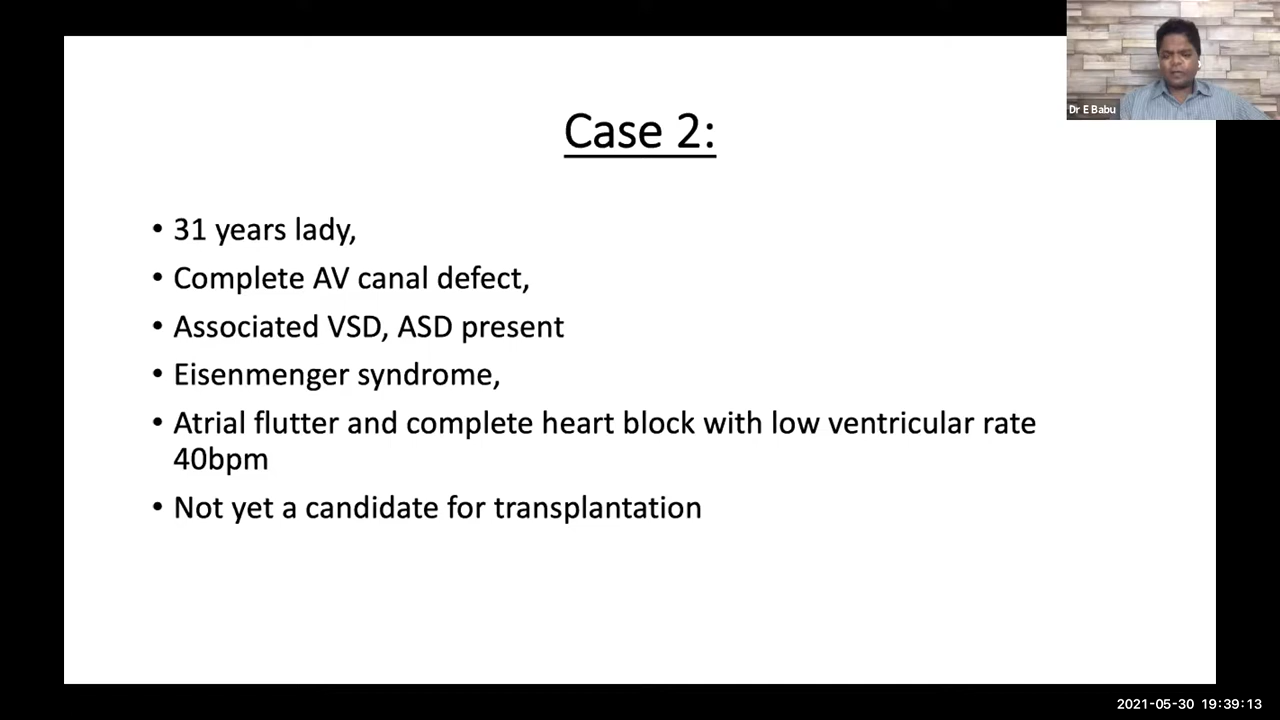 Dr E Babu
Case 2:
• 31 years lady,
• Complete AV canal defect,
• Associated VSD, ASD present
• Eisenmenger syndrome,
• Atrial flutter and complete heart block with low ventricular rate
40bpm
• Not yet a candidate for transplantation
2021-05-30 19:39:13